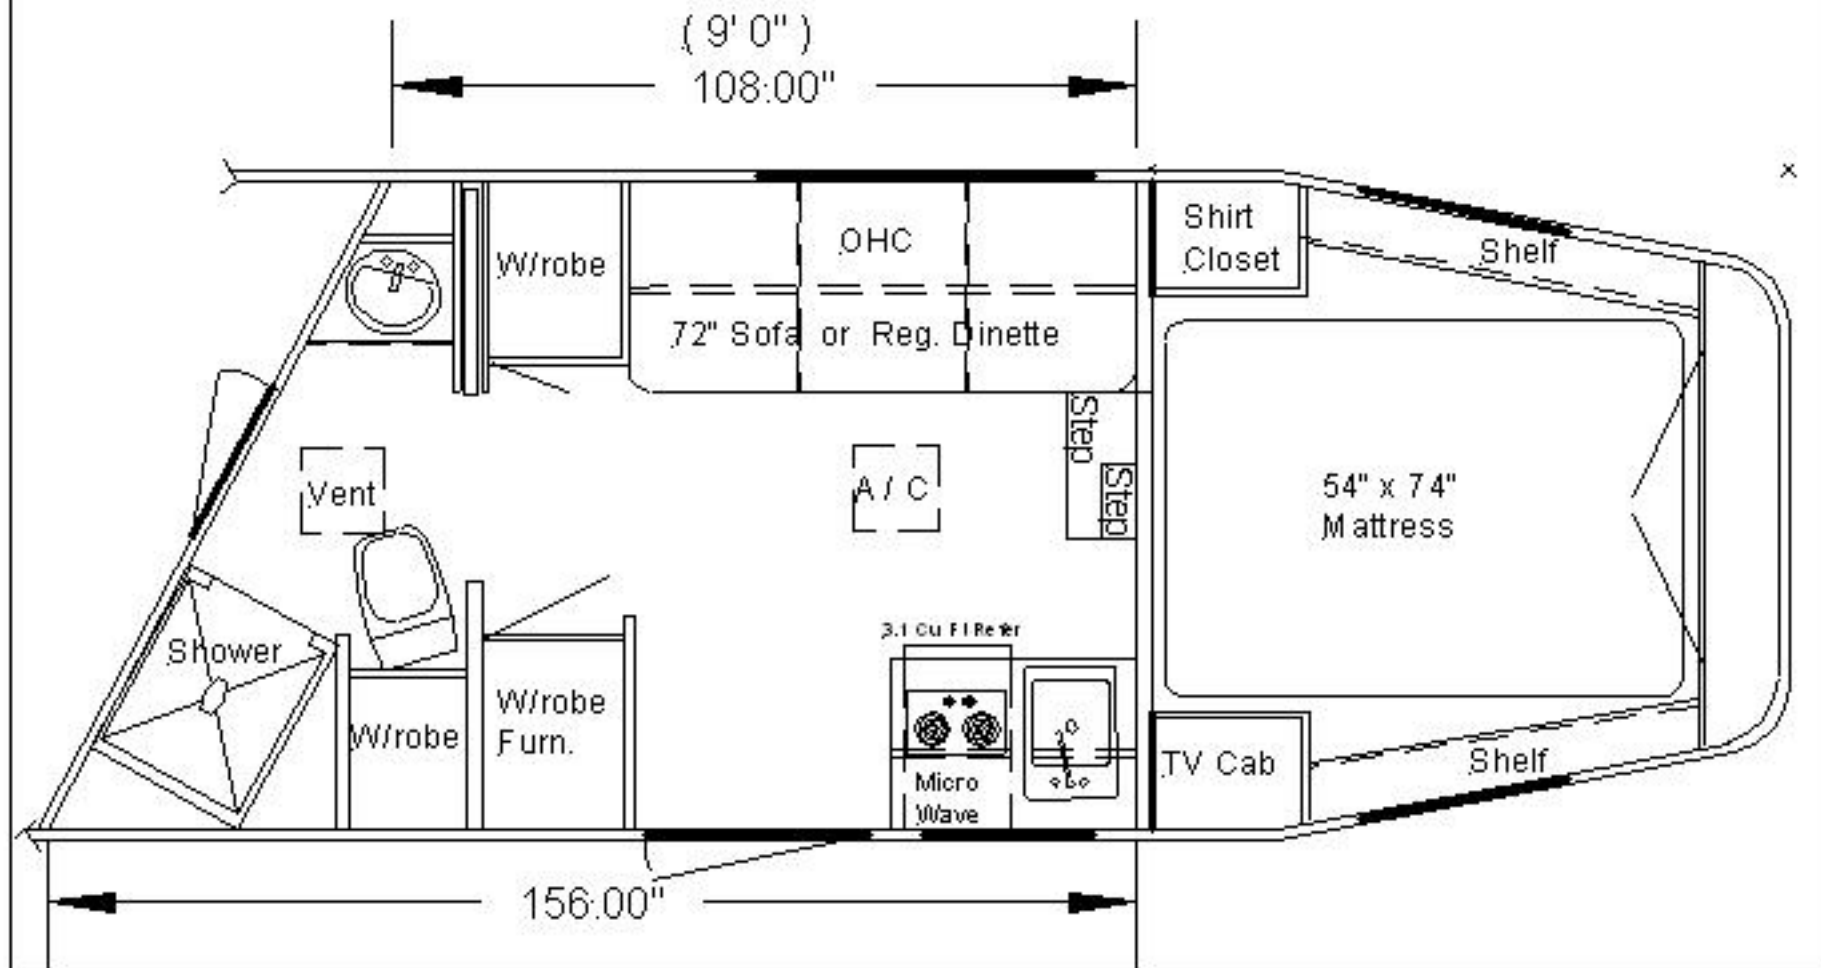 ( 9' 0" )
108.00"
Shirt
Closet
Shelf
W/robe
OHC
72" Sofa or Reg. Dinette
Step
Step
Vent
A / C
54" x 74"
Mattress
3.1 Cu Ft Refer
Shower
W/robe
W/robe
Furn.
Micro
Wave
TV Cab
Shelf
156.00"